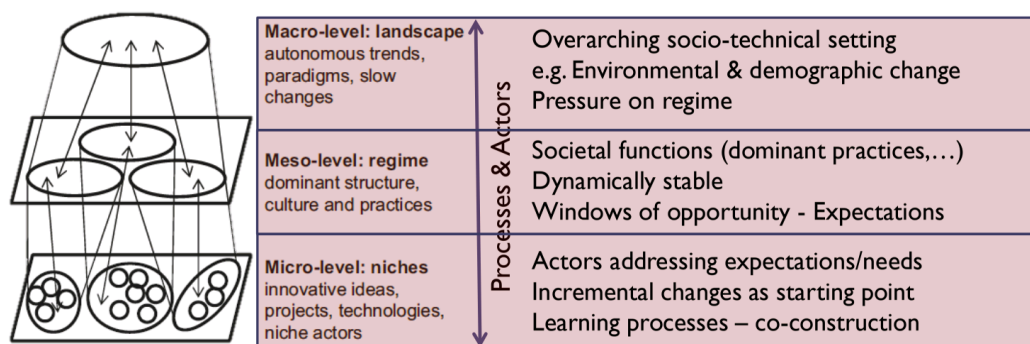 Macro-level: landscape
autonomous trends,
paradigms, slow
changes
Overarching socio-technical setting
e.g. Environmental & demographic change
Pressure on regime
Processes & Actors
Meso-level: regime
dominant structure,
culture and practices
Societal functions (dominant practices,...)
Dynamically stable
Windows of opportunity - Expectations
Micro-level: niches
innovative ideas,
projects, technologies,
niche actors
Actors addressing expectations/needs
Incremental changes as starting point
Learning processes – co-construction